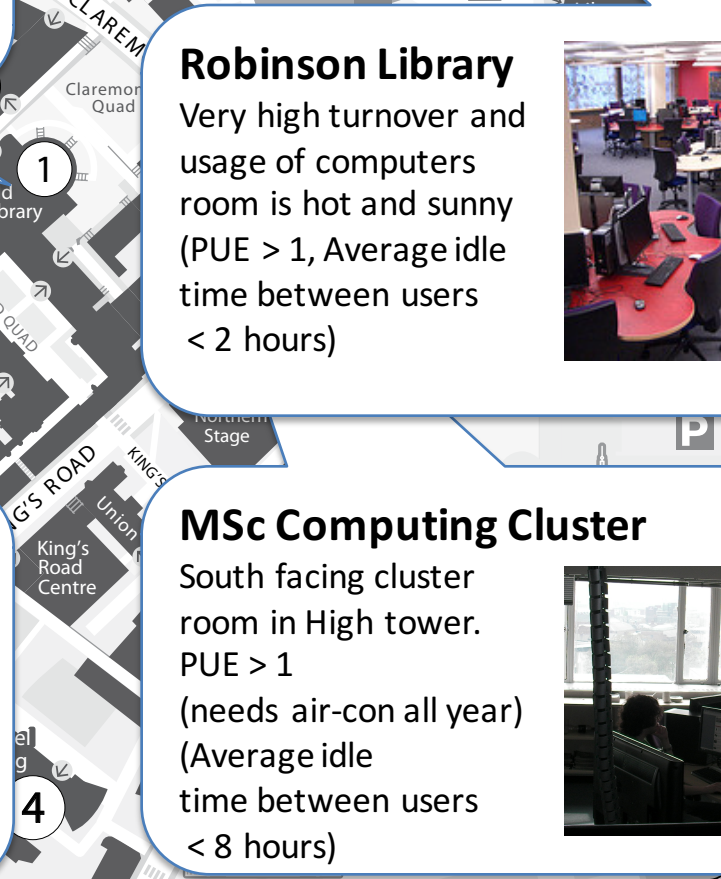 CLAREM
Claremon
Quad
1
d
brary
QUAD
Robinson Library
Very high turnover and
usage of computers
room is hot and sunny
(PUE > 1, Average idle
time between users
< 2 hours)
Northern
Stage
P
KING'S
G'S ROAD
Union
King's
Road
Centre
el
g
4
MSc Computing Cluster
South facing cluster
room in High tower.
PUE > 1
(needs air-con all year)
(Average idle
time between users
< 8 hours)